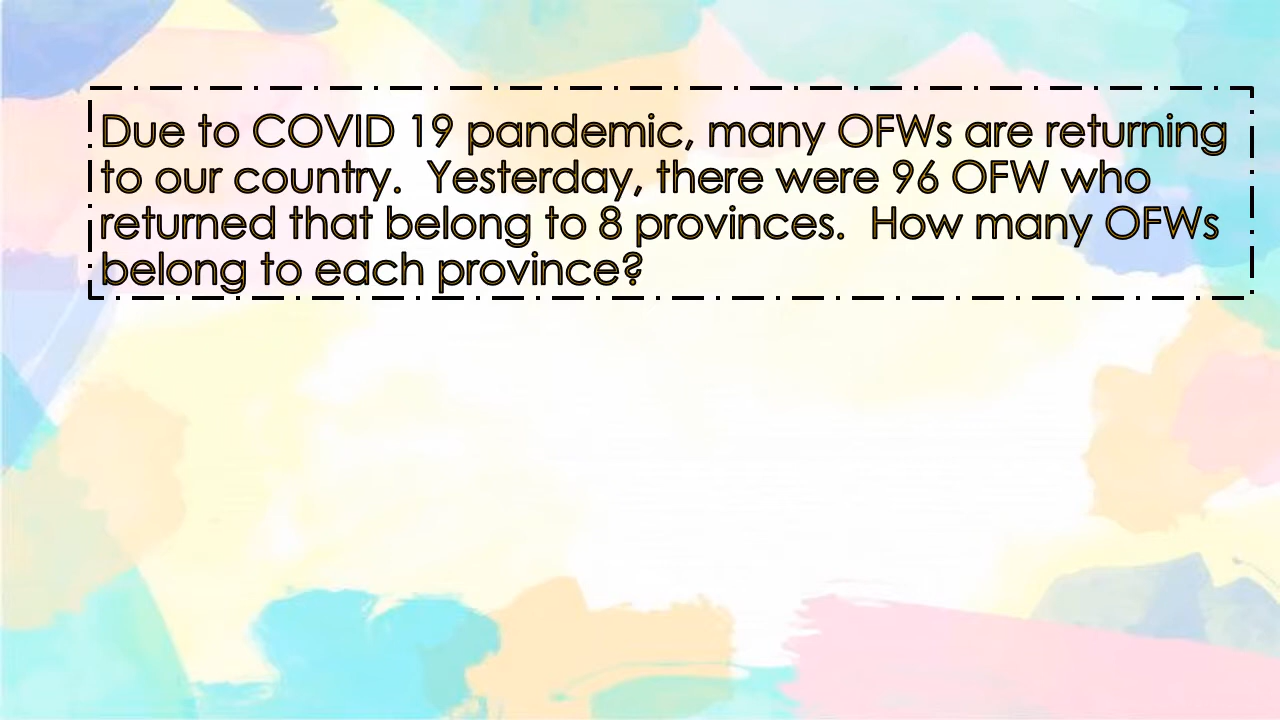 Due to COVID 19 pandemic, many OFWs are returning
to our country.  Yesterday, there were 96 OFW who
returned that belong to 8 provinces.  How many OFWs
belong to each province?